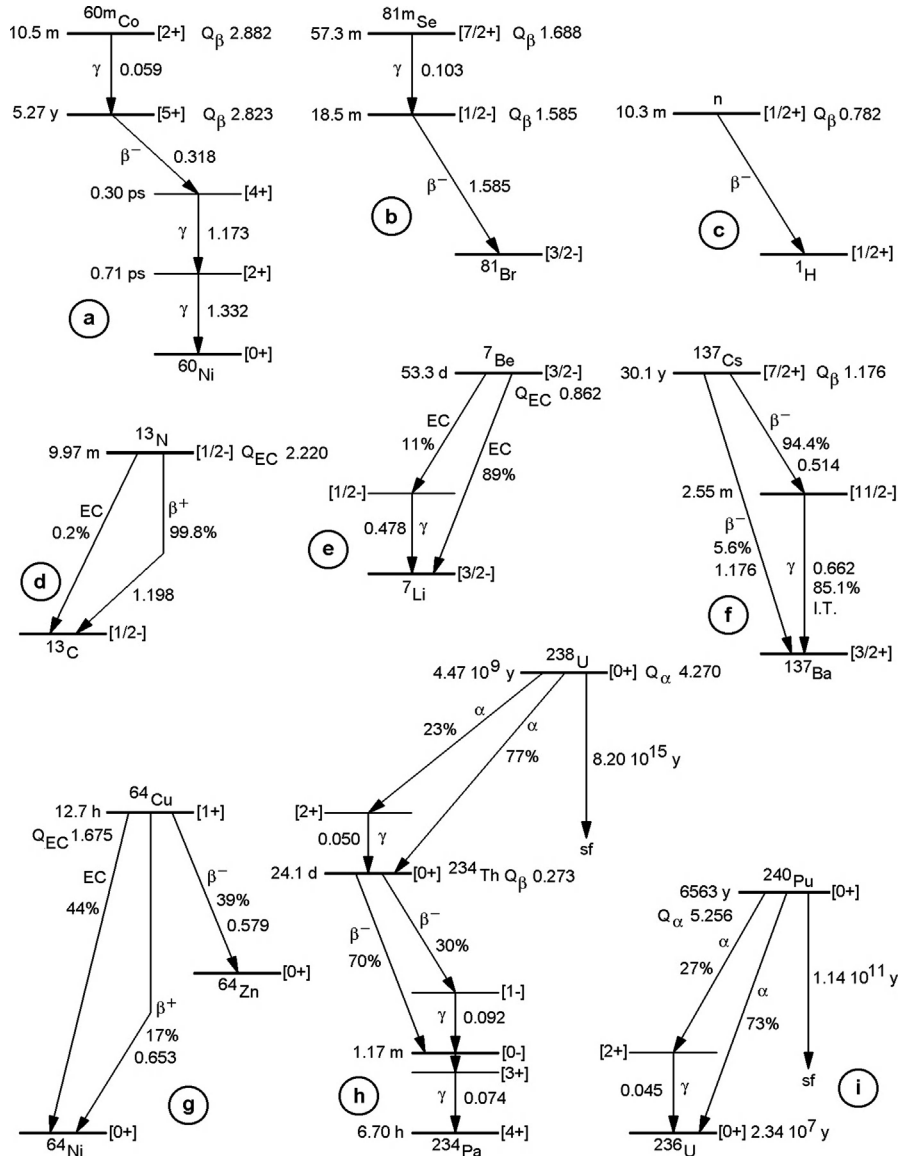 60mCo
10.5 m [2+] Qβ 2.882
γ 0.059
5.27 y [5+] Qβ 2.823
β− 0.318
0.30 ps [4+]
γ 1.173
0.71 ps [2+]
γ 1.332
[0+]
60Ni
a
81mSe
57.3 m [7/2+] Qβ 1.688
γ 0.103
18.5 m [1/2-] Qβ 1.585
β− 1.585
[3/2-]
81Br
b
n
10.3 m [1/2+] Qβ 0.782
β−
[1/2+]
1H
c
13N
9.97 m [1/2-] QEC 2.220
EC β+
0.2% 99.8%
1.198
[1/2-]
13C
d
7Be
53.3 d [3/2-]
QEC 0.862
EC
11%
EC
89%
[1/2-]
0.478 γ
[3/2-]
7Li
e
137Cs
30.1 y [7/2+] Qβ 1.176
β−
94.4%
0.514
2.55 m [11/2-]
β−
5.6%
1.176
γ 0.662
85.1%
I.T.
[3/2+]
137Ba
f
64Cu
12.7 h [1+]
QEC 1.675
EC
44%
β−
39%
0.579
[0+]
64Zn
β+
17%
0.653
[0+]
64Ni
g
238U
4.47 10^9 y [0+] Qα 4.270
α
23%
α
77%
8.20 10^15 y
sf
[2+]
0.050 γ
24.1 d [0+] 234Th Qβ 0.273
β−
70%
β−
30%
[1-]
γ 0.092
1.17 m [0-]
[3+]
γ 0.074
6.70 h [4+]
234Pa
h
240Pu
6563 y [0+]
Qα 5.256
α
27%
α
73%
1.14 10^11 y
sf
[2+]
0.045 γ
[0+] 2.34 10^7 y
236U
i